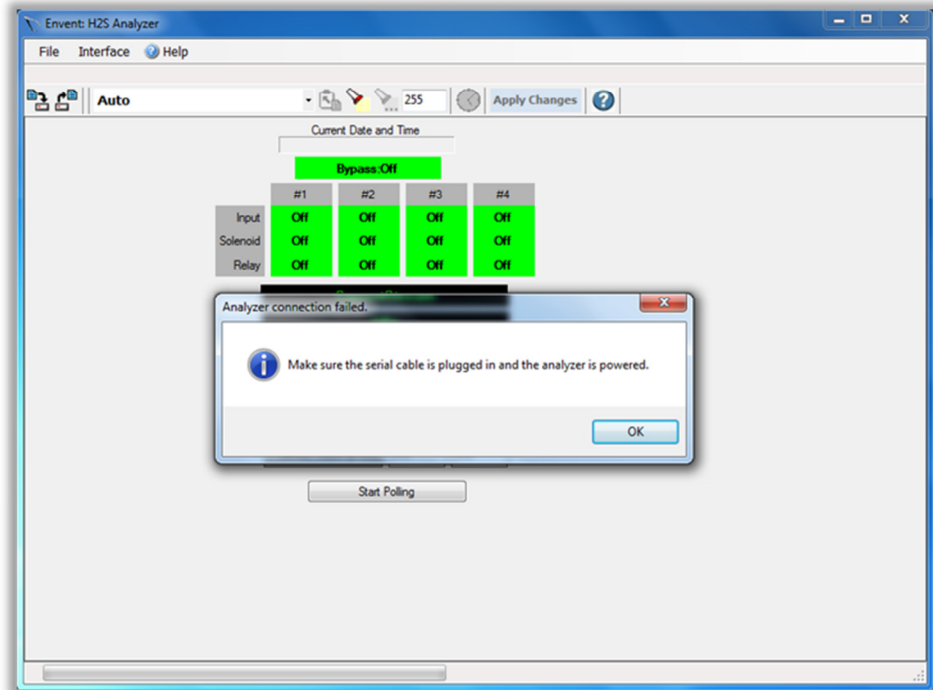 Envent: H2S Analyzer
File Interface Help
Auto 255 Apply Changes
Current Date and Time
Bypass:Off
#1 #2 #3 #4
Input Off Off Off Off
Solenoid Off Off Off Off
Relay Off Off Off Off
Analyzer connection failed.
Make sure the serial cable is plugged in and the analyzer is powered.
OK
Start Polling